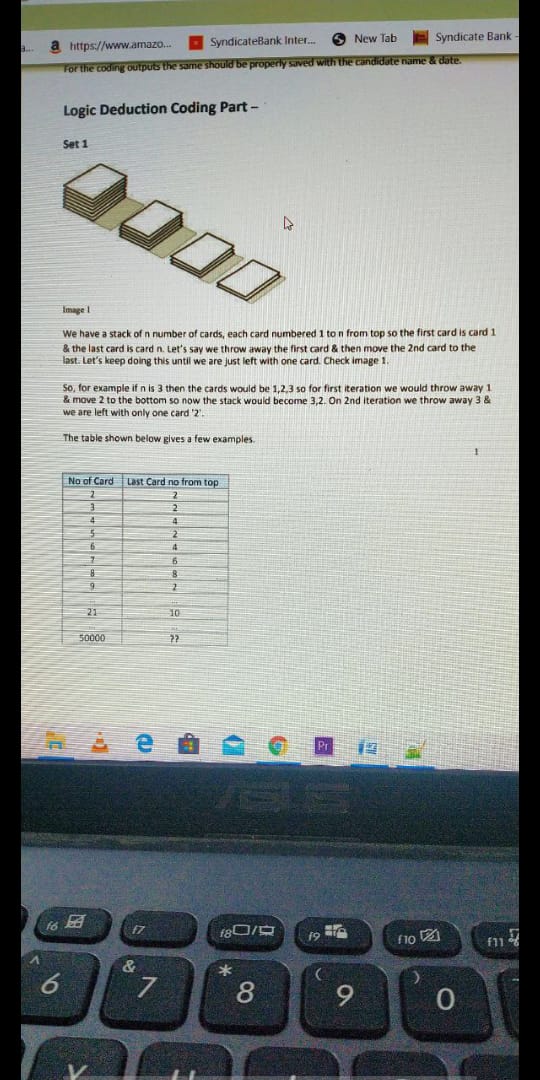 a https://www.amazo...
SyndicateBank Inter...
New Tab
Syndicate Bank -
For the coding outputs the same should be properly saved with the candidate name & date.
Logic Deduction Coding Part –
Set 1
Image I
We have a stack of n number of cards, each card numbered 1 to n from top so the first card is card 1
& the last card is card n. Let's say we throw away the first card & then move the 2nd card to the
last. Let's keep doing this until we are just left with one card. Check image 1.
So, for example if n is 3 then the cards would be 1,2,3 so for first iteration we would throw away 1
& move 2 to the bottom so now the stack would become 3,2. On 2nd iteration we throw away 3 &
we are left with only one card '2'.
The table shown below gives a few examples.
1
No of Card Last Card no from top
2 2
3 2
4 4
5 2
6 4
7 6
8 8
9 2
... ...
21 10
... ...
50000 ??
e
Pr
ASUS
f6
f7
f8
f9
f10
f11
^ 6
& 7
* 8
( 9
) 0
Y
U